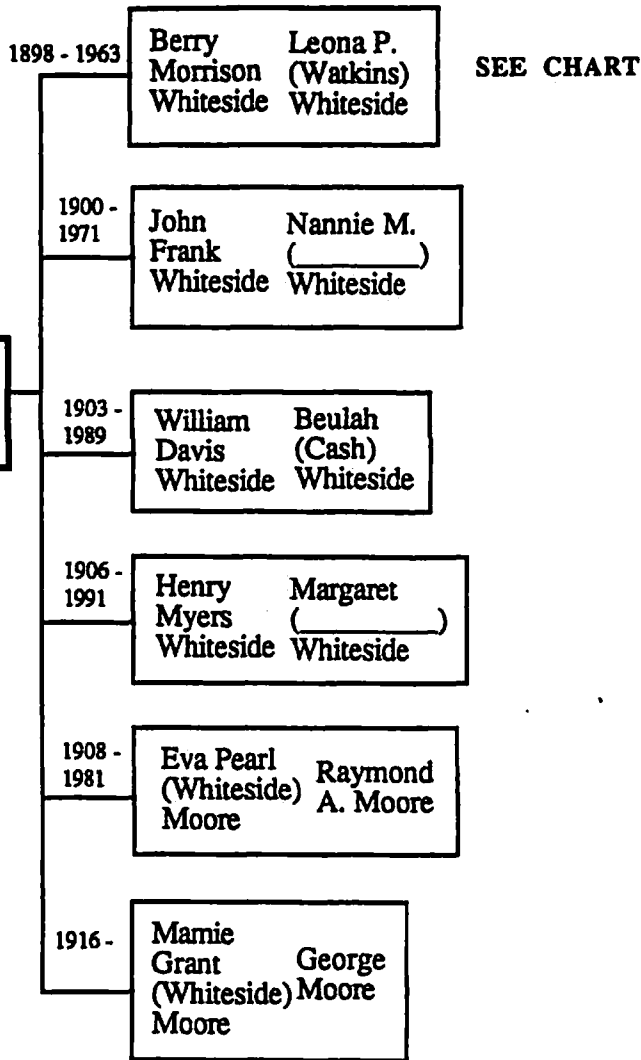 1898 - 1963
Berry Leona P.
Morrison (Watkins)
Whiteside Whiteside
SEE CHART
1900 -
1971
John Nannie M.
Frank (________)
Whiteside Whiteside
1903 -
1989
William Beulah
Davis (Cash)
Whiteside Whiteside
1906 -
1991
Henry Margaret
Myers (_________)
Whiteside Whiteside
1908 -
1981
Eva Pearl
(Whiteside)
Moore
Raymond
A. Moore
1916 -
Mamie
Grant
(Whiteside)
Moore
George
Moore